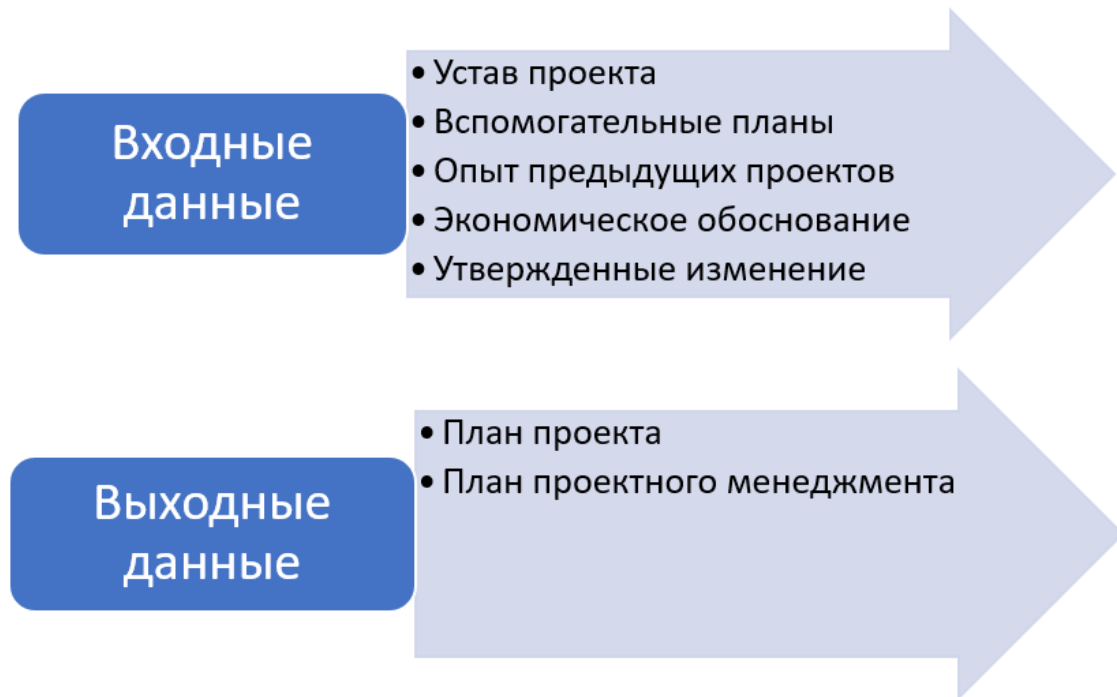 Входные
данные
• Устав проекта
• Вспомогательные планы
• Опыт предыдущих проектов
• Экономическое обоснование
• Утвержденные изменение
Выходные
данные
• План проекта
• План проектного менеджмента